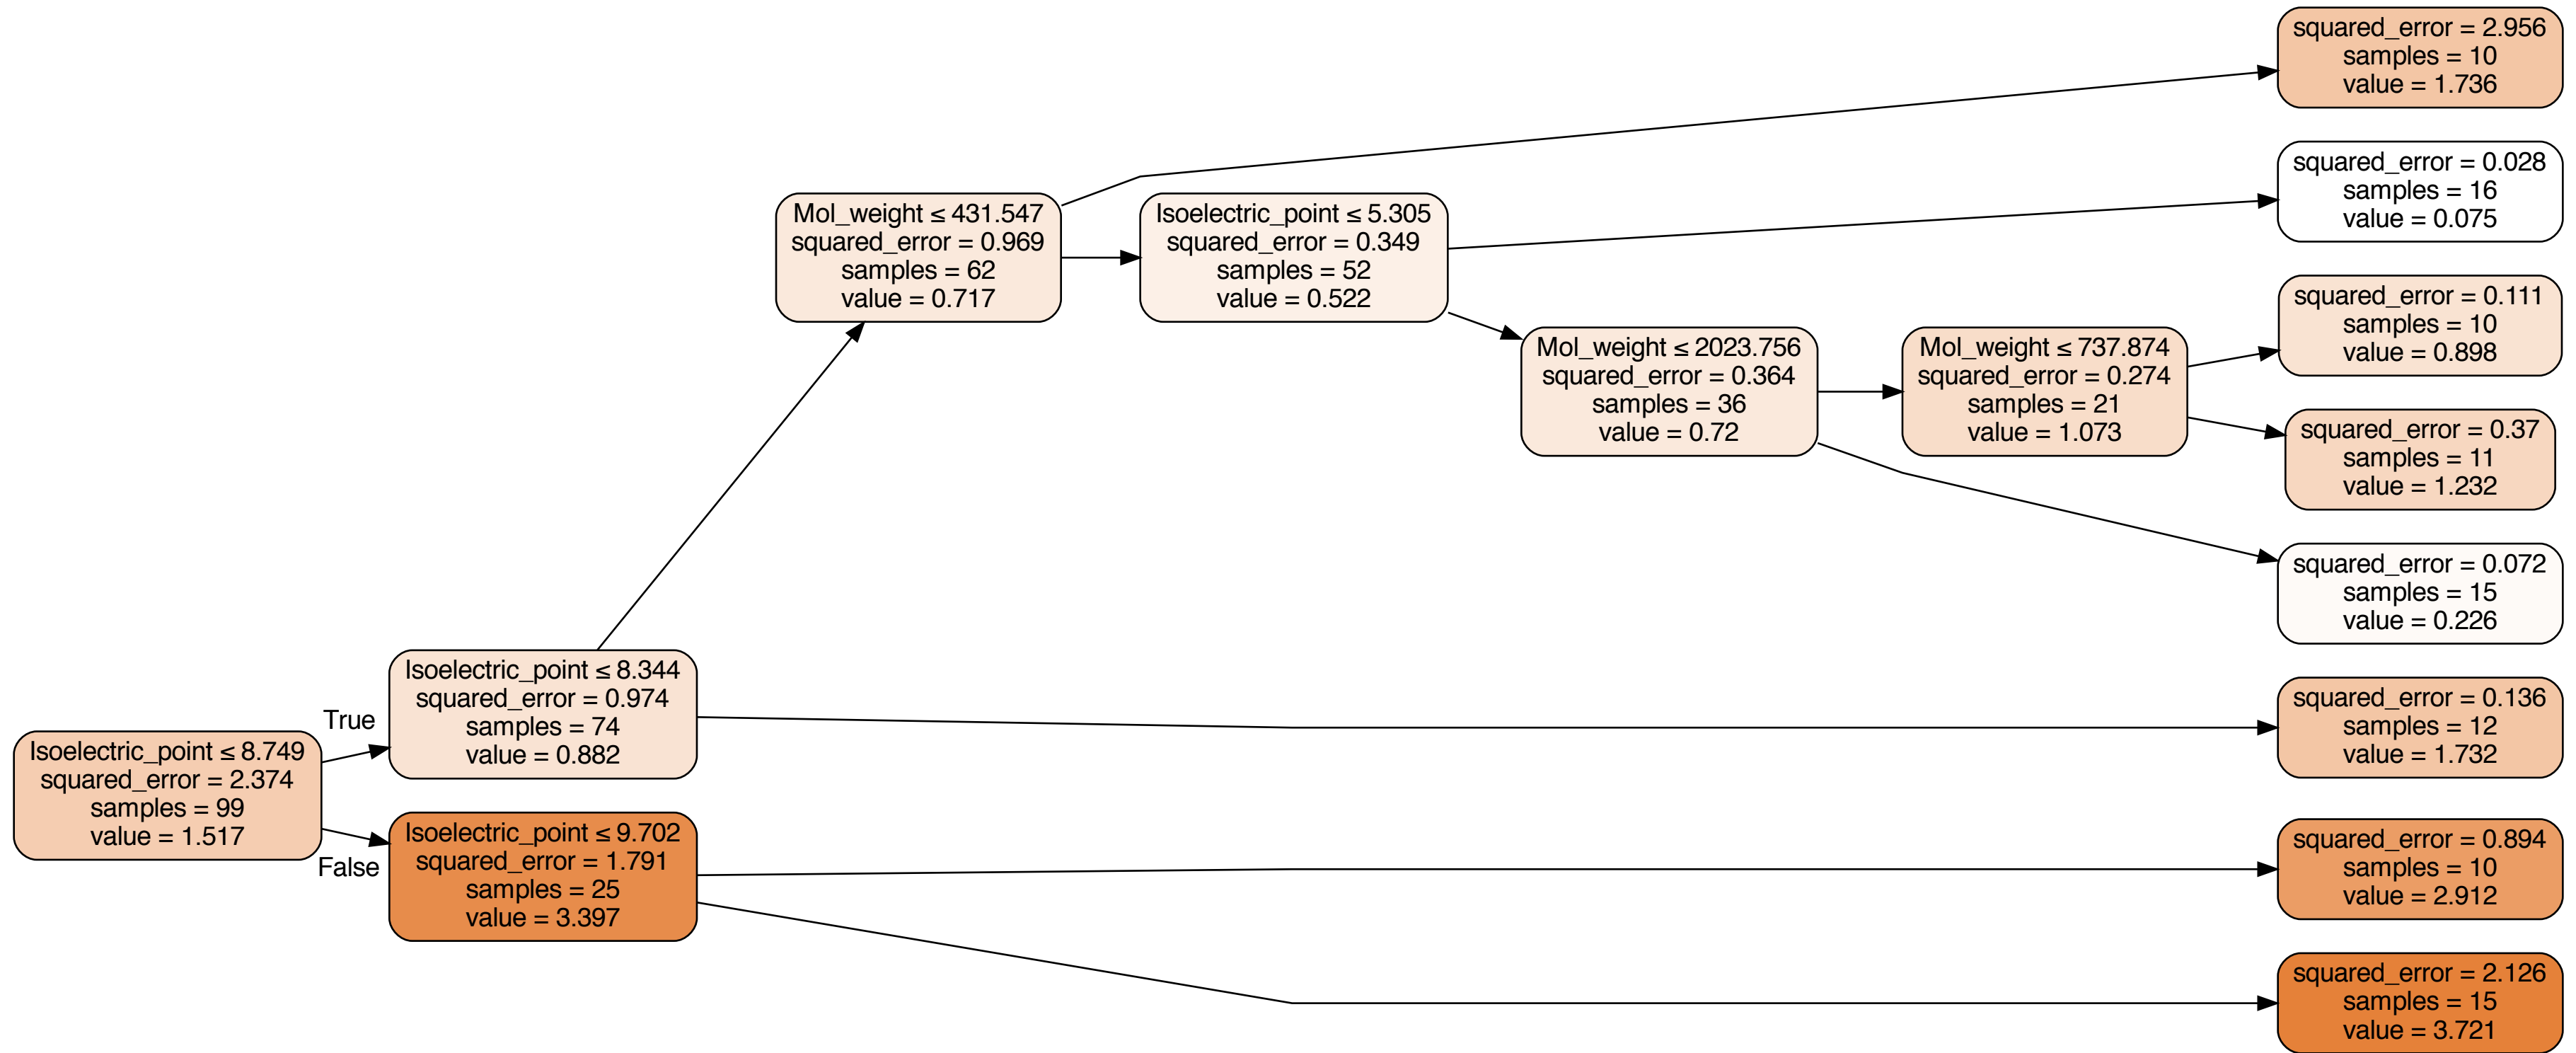 squared_error = 2.956
samples = 10
value = 1.736
squared_error = 0.028
samples = 16
value = 0.075
Mol_weight ≤ 431.547
squared_error = 0.969
samples = 62
value = 0.717
Isoelectric_point ≤ 5.305
squared_error = 0.349
samples = 52
value = 0.522
squared_error = 0.111
samples = 10
value = 0.898
Mol_weight ≤ 2023.756
squared_error = 0.364
samples = 36
value = 0.72
Mol_weight ≤ 737.874
squared_error = 0.274
samples = 21
value = 1.073
squared_error = 0.37
samples = 11
value = 1.232
squared_error = 0.072
samples = 15
value = 0.226
Isoelectric_point ≤ 8.344
squared_error = 0.974
samples = 74
value = 0.882
squared_error = 0.136
samples = 12
value = 1.732
True
Isoelectric_point ≤ 8.749
squared_error = 2.374
samples = 99
value = 1.517
False
Isoelectric_point ≤ 9.702
squared_error = 1.791
samples = 25
value = 3.397
squared_error = 0.894
samples = 10
value = 2.912
squared_error = 2.126
samples = 15
value = 3.721